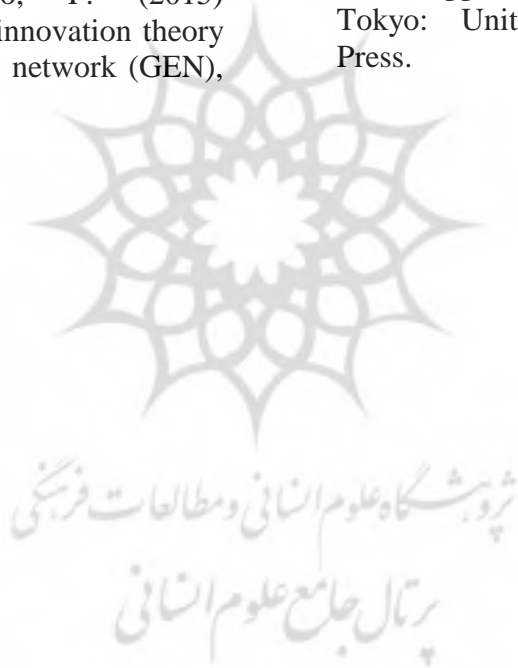 P.
innovation theory
network (GEN),
Tokyo: Unit
Press.
پژوهشگاه علوم انسانی و مطالعات فرهنگی
پرتال جامع علوم انسانی